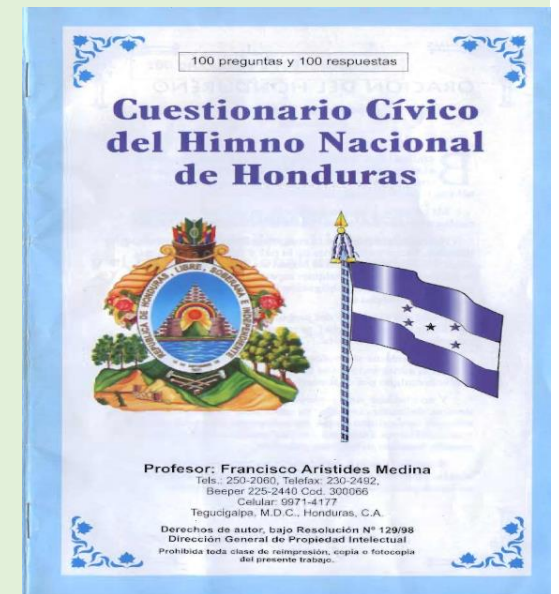 100 preguntas y 100 respuestas
Cuestionario Cívico
del Himno Nacional
de Honduras
REPUBLICA DE HONDURAS, LIBRE, SOBERANA E INDEPENDIENTE
Profesor: Francisco Arístides Medina
Tels.: 250-2060, Telefax: 230-2492,
Beeper 225-2440 Cod. 300066
Celular: 9971-4177
Tegucigalpa, M.D.C., Honduras, C.A.
Derechos de autor, bajo Resolución Nº 129/98
Dirección General de Propiedad Intelectual
Prohibida toda clase de reimpresión, copia o fotocopia
del presente trabajo.